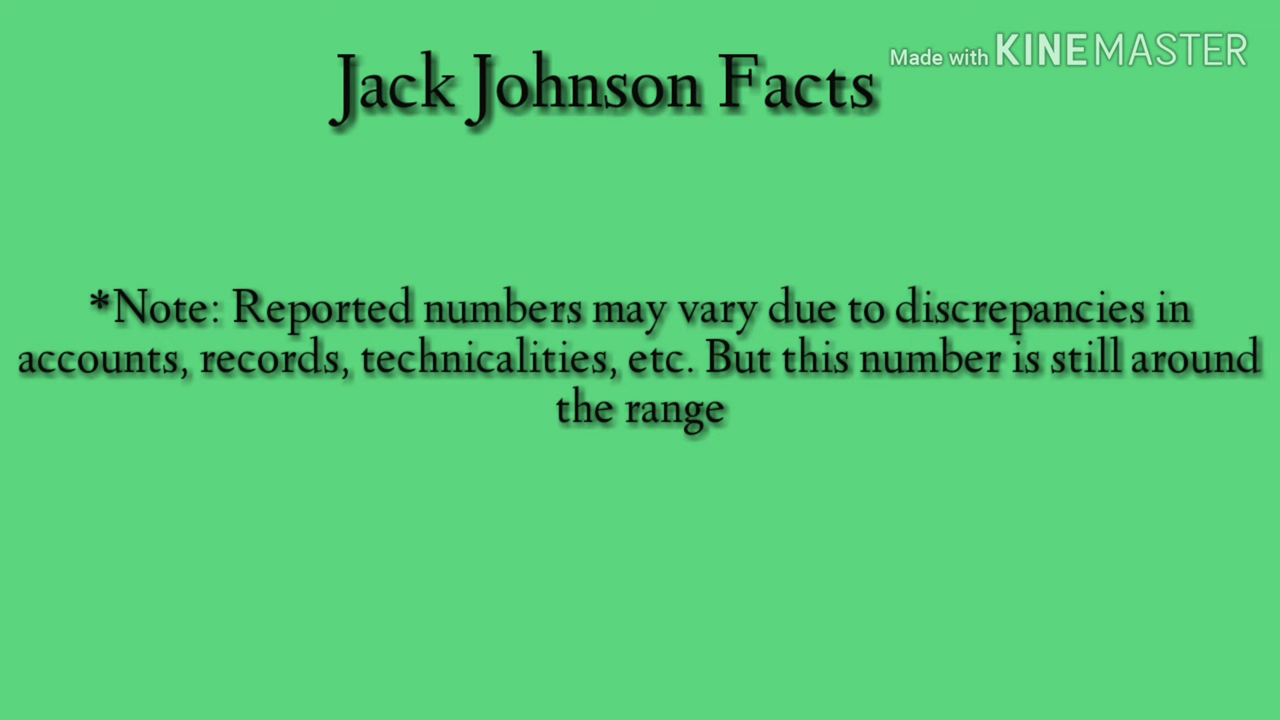 Jack Johnson Facts
Made with KINEMASTER
*Note: Reported numbers may vary due to discrepancies in
accounts, records, technicalities, etc. But this number is still around
the range